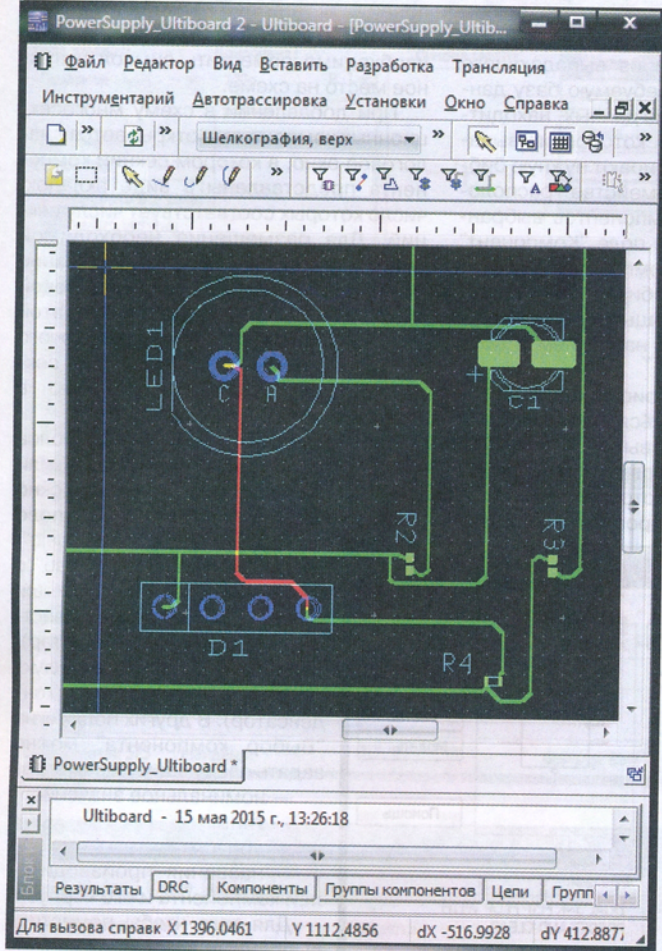 PowerSupply_Ultiboard 2 - Ultiboard - [PowerSupply_Ultib...
Файл Редактор Вид Вставить Разработка Трансляция
Инструментарий Автотрассировка Установки Окно Справка
Шелкография, верх
LED1
C A
+
C1
R2
R3
D1
R4
PowerSupply_Ultiboard *
Ultiboard - 15 мая 2015 г., 13:26:18
Блок
Результаты DRC Компоненты Группы компонентов Цепи Групп
Для вызова справк X 1396.0461 Y 1112.4856 dX -516.9928 dY 412.8877